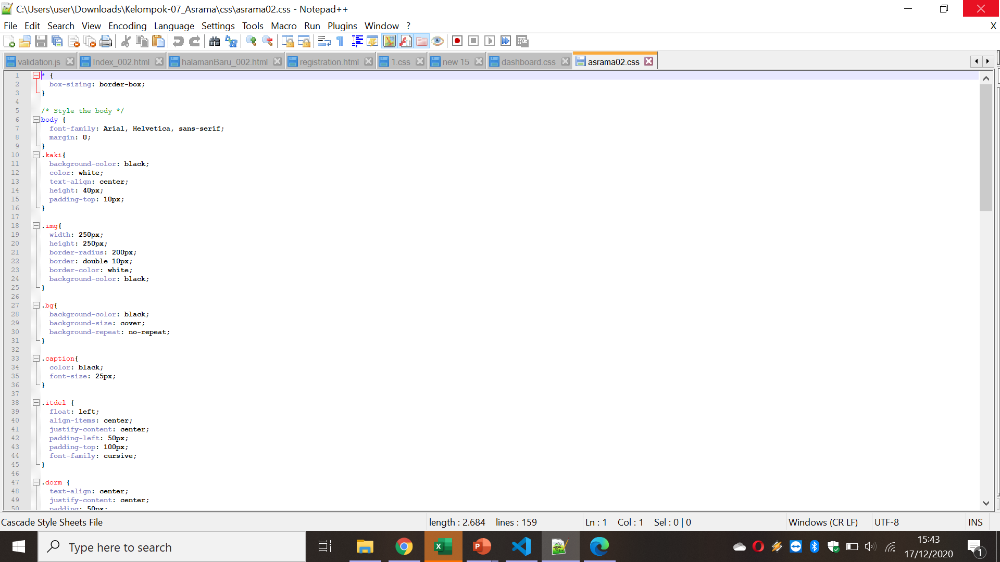 C:\Users\user\Downloads\Kelompok-07_Asrama\css\asrama02.css - Notepad++
File Edit Search View Encoding Language Settings Tools Macro Run Plugins Window ? X
validation.js Index_002.html halamanBaru_002.html registration.html 1.css new 15 dashboard.css asrama02.css
1 * {
2 box-sizing: border-box;
3 }
4
5 /* Style the body */
6 body {
7 font-family: Arial, Helvetica, sans-serif;
8 margin: 0;
9 }
10 .kaki{
11 background-color: black;
12 color: white;
13 text-align: center;
14 height: 40px;
15 padding-top: 10px;
16 }
17
18 .img{
19 width: 250px;
20 height: 250px;
21 border-radius: 200px;
22 border: double 10px;
23 border-color: white;
24 background-color: black;
25 }
26
27 .bg{
28 background-color: black;
29 background-size: cover;
30 background-repeat: no-repeat;
31 }
32
33 .caption{
34 color: black;
35 font-size: 25px;
36 }
37
38 .itdel {
39 float: left;
40 align-items: center;
41 justify-content: center;
42 padding-left: 50px;
43 padding-top: 100px;
44 font-family: cursive;
45 }
46
47 .dorm {
48 text-align: center;
49 justify-content: center;
50 padding: 50px;
Cascade Style Sheets File length : 2.684 lines : 159 Ln : 1 Col : 1 Sel : 0 | 0 Windows (CR LF) UTF-8 INS
Type here to search
15:43
17/12/2020
1